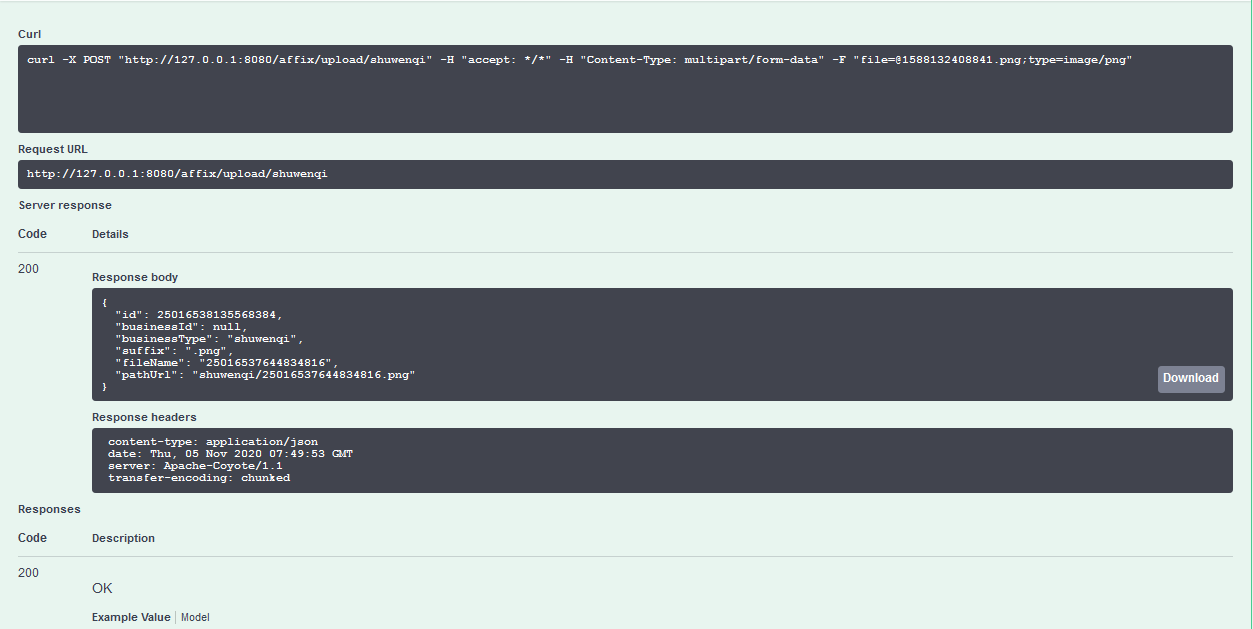 Curl
curl -X POST "http://127.0.0.1:8080/affix/upload/shuwenqi" -H "accept: */*" -H "Content-Type: multipart/form-data" -F "file=@1588132408841.png;type=image/png"
Request URL
http://127.0.0.1:8080/affix/upload/shuwenqi
Server response
Code Details
200
Response body
{
  "id": 25016538135568384,
  "businessId": null,
  "businessType": "shuwenqi",
  "suffix": ".png",
  "fileName": "25016537644834816",
  "pathUrl": "shuwenqi/25016537644834816.png"
}
Download
Response headers
content-type: application/json
date: Thu, 05 Nov 2020 07:49:53 GMT
server: Apache-Coyote/1.1
transfer-encoding: chunked
Responses
Code Description
200
OK
Example Value Model